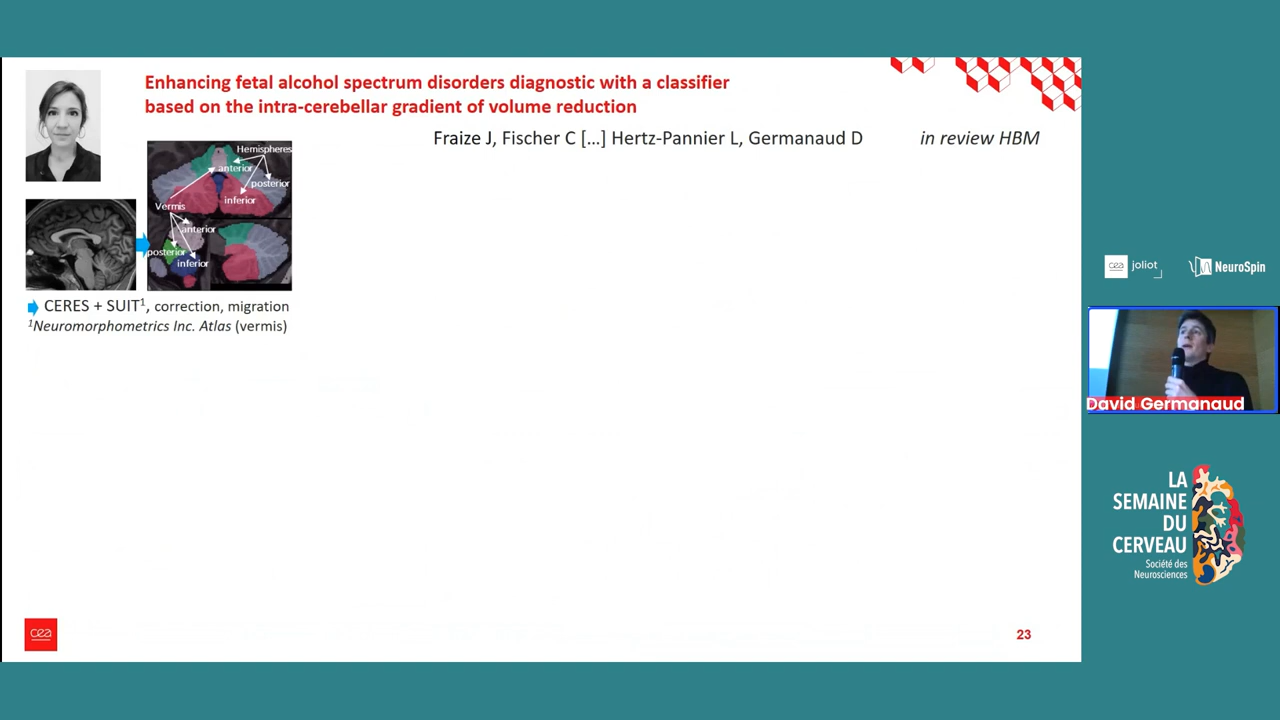 Enhancing fetal alcohol spectrum disorders diagnostic with a classifier
based on the intra-cerebellar gradient of volume reduction
Fraize J, Fischer C [...] Hertz-Pannier L, Germanaud D
in review HBM
Hemispheres
anterior
posterior
inferior
Vermis
anterior
posterior
inferior
CERES + SUIT¹, correction, migration
¹Neuromorphometrics Inc. Atlas (vermis)
cea
23
cea joliot
NeuroSpin
David Germanaud
LA
SEMAINE
DU
CERVEAU
Société des
Neurosciences